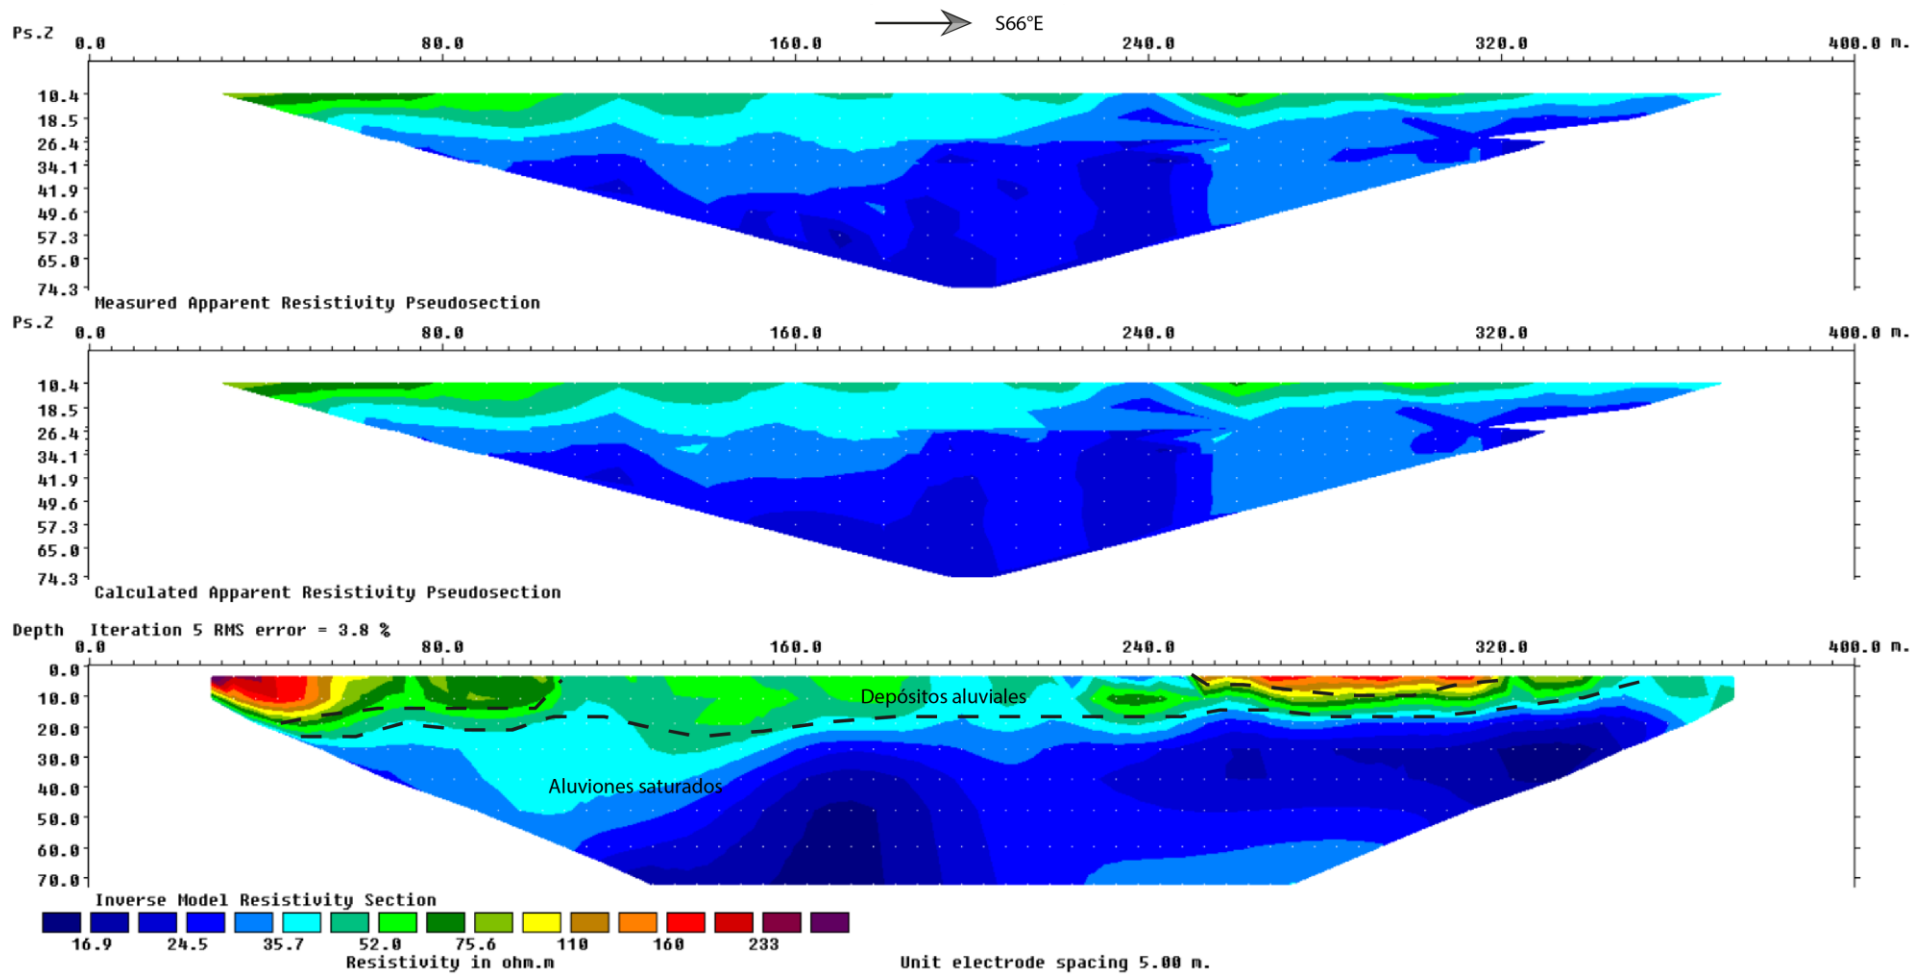 S66°E
Ps.Z
0.0 80.0 160.0 240.0 320.0 400.0 m.
10.4
18.5
26.4
34.1
41.9
49.6
57.3
65.0
74.3
Measured Apparent Resistivity Pseudosection
Ps.Z
0.0 80.0 160.0 240.0 320.0 400.0 m.
10.4
18.5
26.4
34.1
41.9
49.6
57.3
65.0
74.3
Calculated Apparent Resistivity Pseudosection
Depth Iteration 5 RMS error = 3.8 %
0.0 80.0 160.0 240.0 320.0 400.0 m.
0.0
10.0
20.0
30.0
40.0
50.0
60.0
70.0
Depósitos aluviales
Aluviones saturados
Inverse Model Resistivity Section
16.9 24.5 35.7 52.0 75.6 110 160 233
Resistivity in ohm.m
Unit electrode spacing 5.00 m.